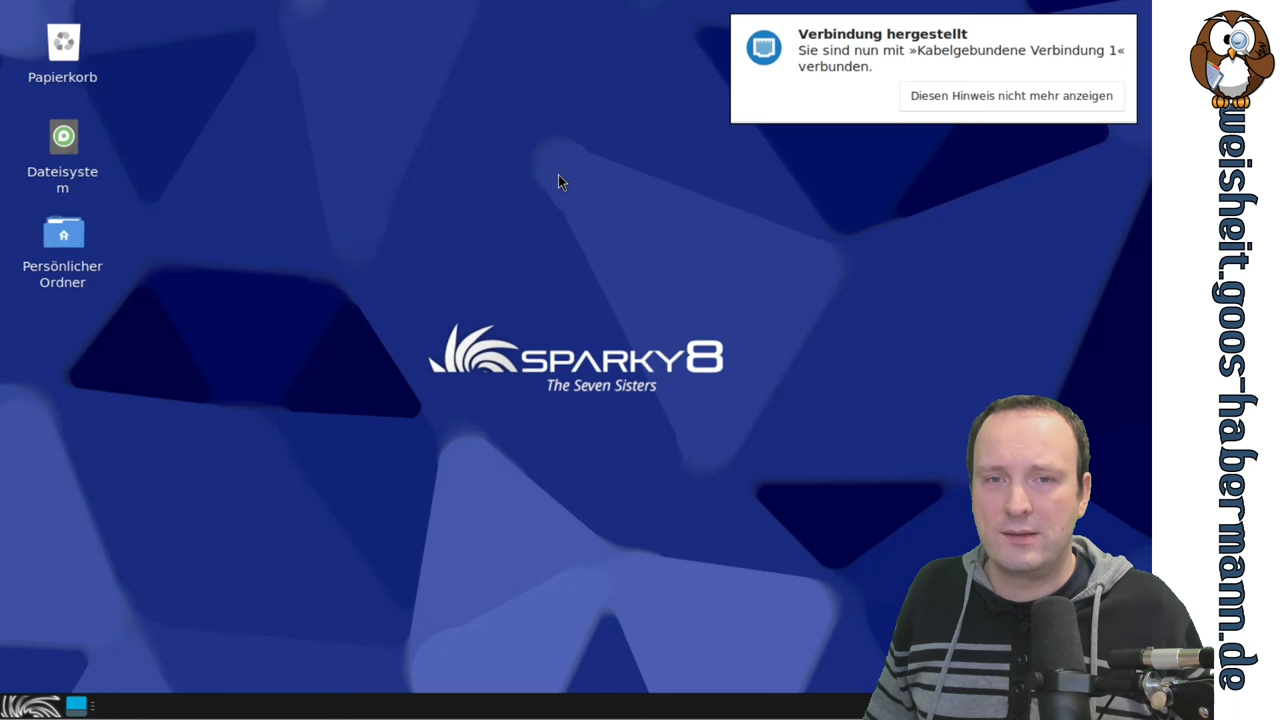 Papierkorb
Dateisyste
m
Persönlicher
Ordner
Verbindung hergestellt
Sie sind nun mit »Kabelgebundene Verbindung 1«
verbunden.
Diesen Hinweis nicht mehr anzeigen
SPARKY8
The Seven Sisters
weisheit.goos-habermann.de